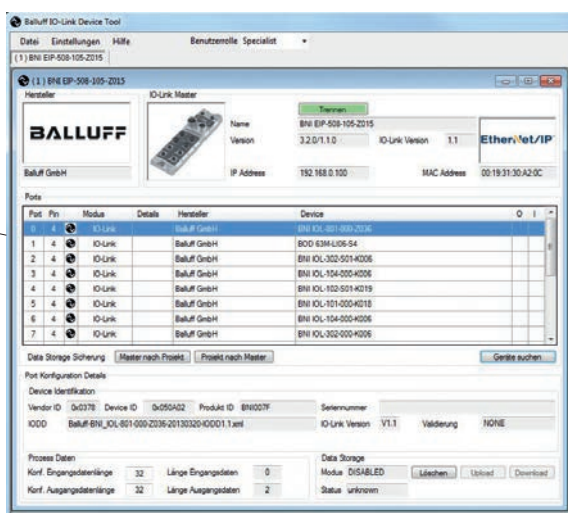 Balluff IO-Link Device Tool
Datei Einstellungen Hilfe Benutzerrolle Specialist
(1) BNI EIP-508-105-Z015
(1) BNI EIP-508-105-Z015
Hersteller IO-Link Master
Trennen
BALLUFF Name BNI EIP-508-105-Z015 EtherNet/IP
Version 3.2.0/1.1.0 IO-Link Version 1.1
Balluff GmbH IP Address 192.168.0.100 MAC Address 00:19:31:30:A2:0C
Ports
Port Pin Modus Details Hersteller Device O I
0 4 IO-Link Balluff GmbH BNI IOL-801-000-Z036
1 4 IO-Link Balluff GmbH BOD 63M-LI06-S4
2 4 IO-Link Balluff GmbH BNI IOL-302-S01-K006
3 4 IO-Link Balluff GmbH BNI IOL-104-000-K006
4 4 IO-Link Balluff GmbH BNI IOL-102-S01-K019
5 4 IO-Link Balluff GmbH BNI IOL-101-000-K018
6 4 IO-Link Balluff GmbH BNI IOL-104-000-K006
7 4 IO-Link Balluff GmbH BNI IOL-302-000-K006
Data Storage Sicherung Master nach Projekt Projekt nach Master Geräte suchen
Port Konfiguration Details
Device Identifikation
Vendor ID 0x0378 Device ID 0x050A02 Produkt ID BNI007F Seriennummer
IODD Balluff-BNI_IOL-801-000-Z036-20130320-IODD1.1.xml IO-Link Version V1.1 Validierung NONE
Prozess Daten Data Storage
Konf. Eingangsdatenlänge 32 Länge Eingangsdaten 0 Modus DISABLED Löschen Upload Download
Konf. Ausgangsdatenlänge 32 Länge Ausgangsdaten 2 Status unknown